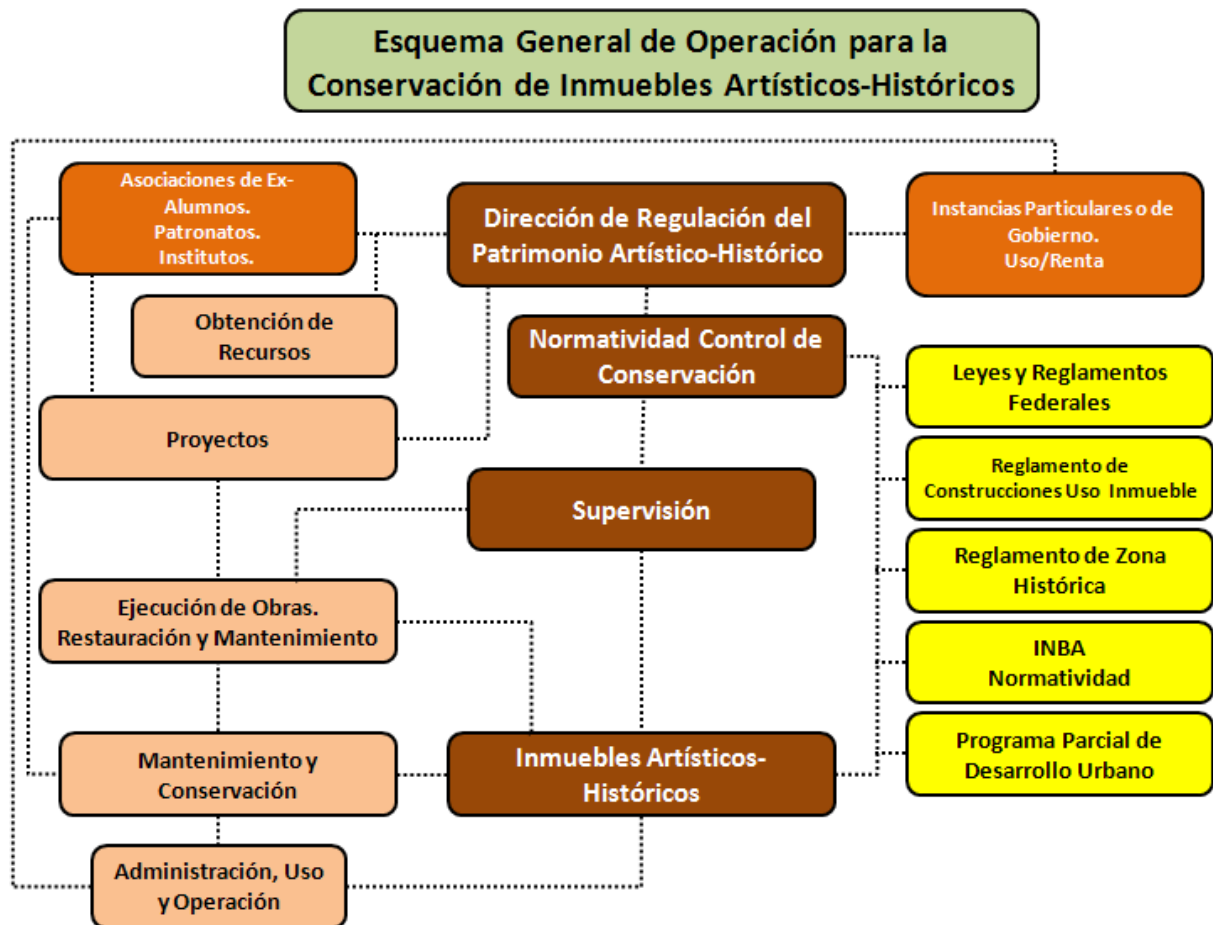 Esquema General de Operación para la
Conservación de Inmuebles Artísticos-Históricos
Asociaciones de Ex-
Alumnos.
Patronatos.
Institutos.
Dirección de Regulación del
Patrimonio Artístico-Histórico
Instancias Particulares o de
Gobierno.
Uso/Renta
Obtención de
Recursos
Normatividad Control de
Conservación
Leyes y Reglamentos
Federales
Proyectos
Reglamento de
Construcciones Uso Inmueble
Supervisión
Reglamento de Zona
Histórica
Ejecución de Obras.
Restauración y Mantenimiento
INBA
Normatividad
Mantenimiento y
Conservación
Inmuebles Artísticos-
Históricos
Programa Parcial de
Desarrollo Urbano
Administración, Uso
y Operación